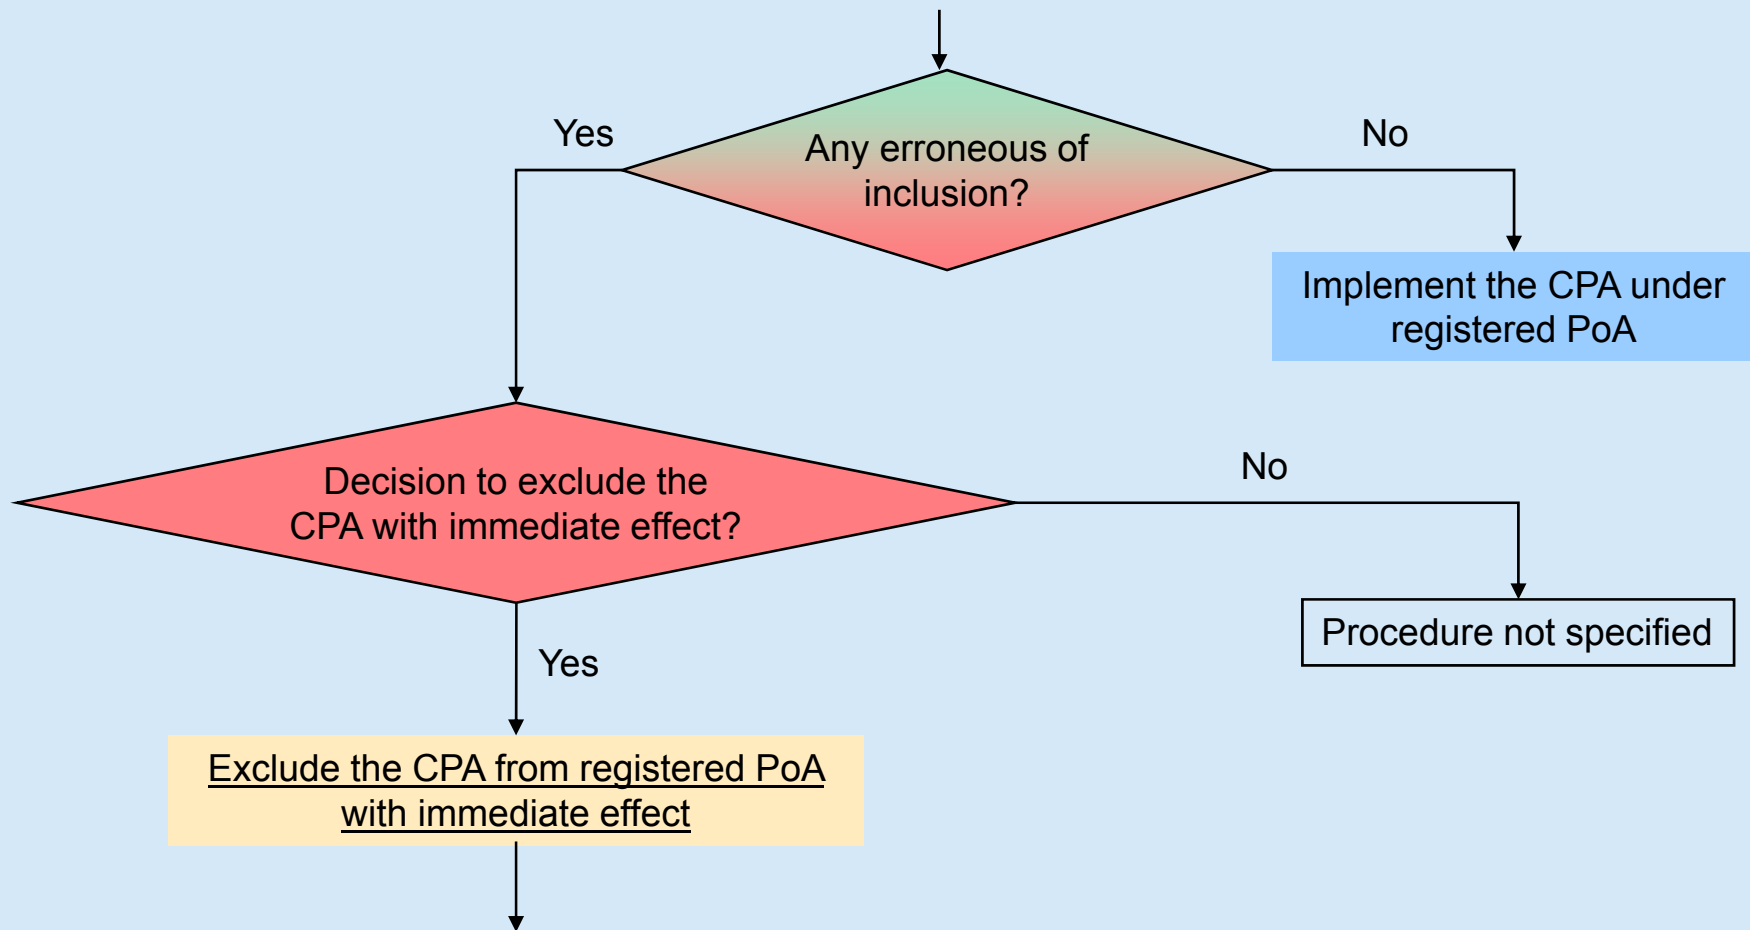 Yes
Any erroneous of
inclusion?
No
Implement the CPA under
registered PoA
Decision to exclude the
CPA with immediate effect?
No
Procedure not specified
Yes
Exclude the CPA from registered PoA
with immediate effect